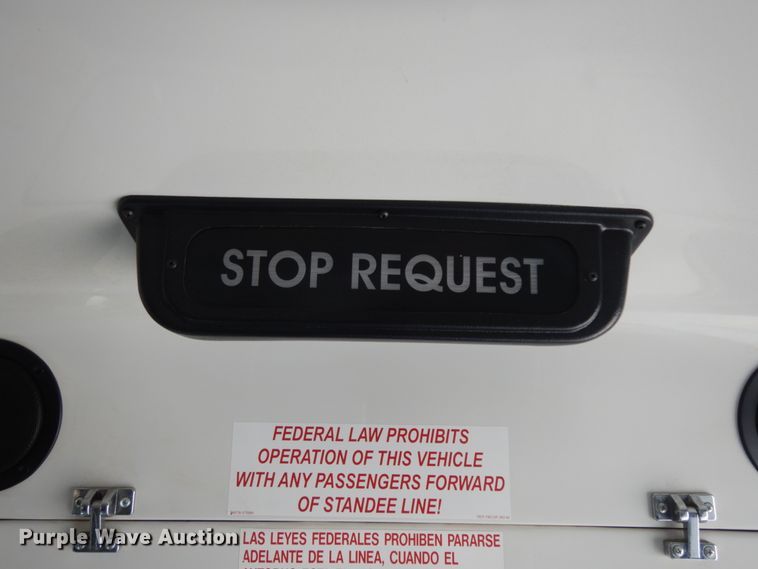 STOP REQUEST
FEDERAL LAW PROHIBITS
OPERATION OF THIS VEHICLE
WITH ANY PASSENGERS FORWARD
OF STANDEE LINE!
LAS LEYES FEDERALES PROHIBEN PARARSE
ADELANTE DE LA LINEA, CUANDO EL
Purple Wave Auction